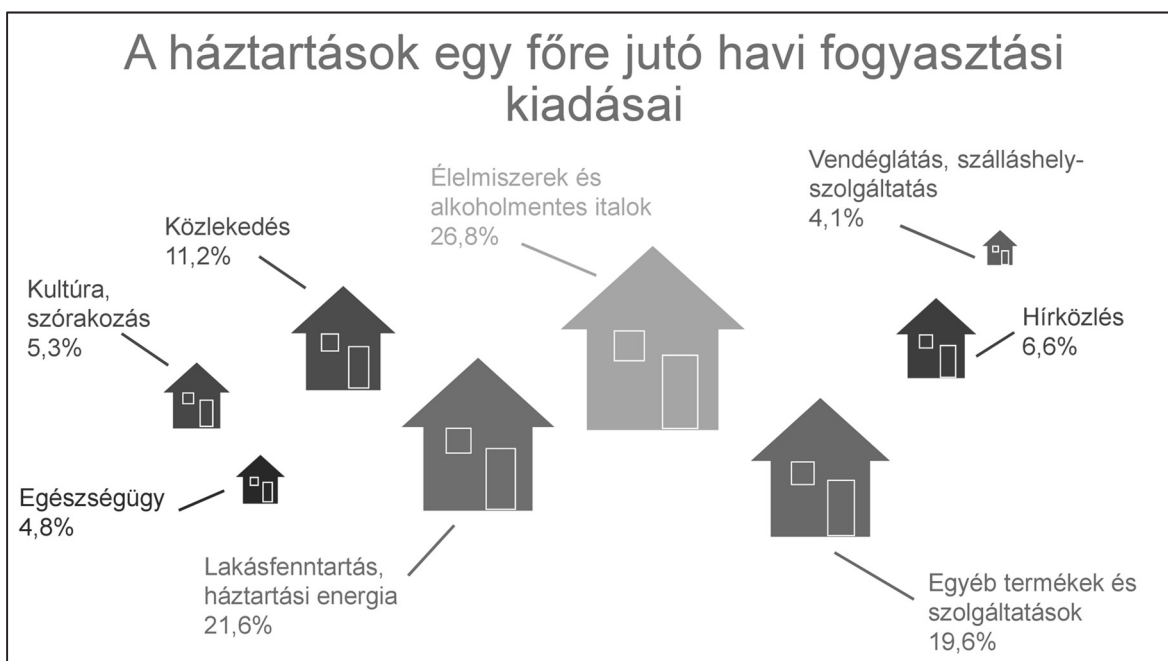 A háztartások egy főre jutó havi fogyasztási
kiadásai
Élelmiszerek és
alkoholmentes italok
26,8%
Vendéglátás, szálláshely-
szolgáltatás
4,1%
Közlekedés
11,2%
Kultúra,
szórakozás
5,3%
Hírközlés
6,6%
Egészségügy
4,8%
Lakásfenntartás,
háztartási energia
21,6%
Egyéb termékek és
szolgáltatások
19,6%